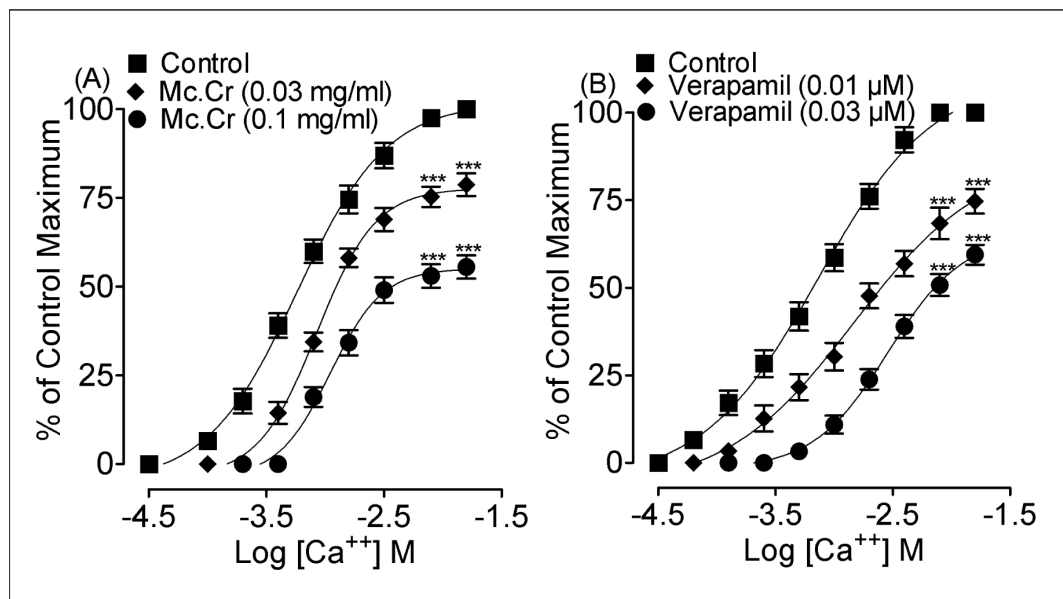 (A)
Control
Mc.Cr (0.03 mg/ml)
Mc.Cr (0.1 mg/ml)
% of Control Maximum
100
75
50
25
0
*** ***
*** ***
-4.5 -3.5 -2.5 -1.5
Log [Ca++] M
(B)
Control
Verapamil (0.01 µM)
Verapamil (0.03 µM)
% of Control Maximum
100
75
50
25
0
*** ***
*** ***
-4.5 -3.5 -2.5 -1.5
Log [Ca++] M